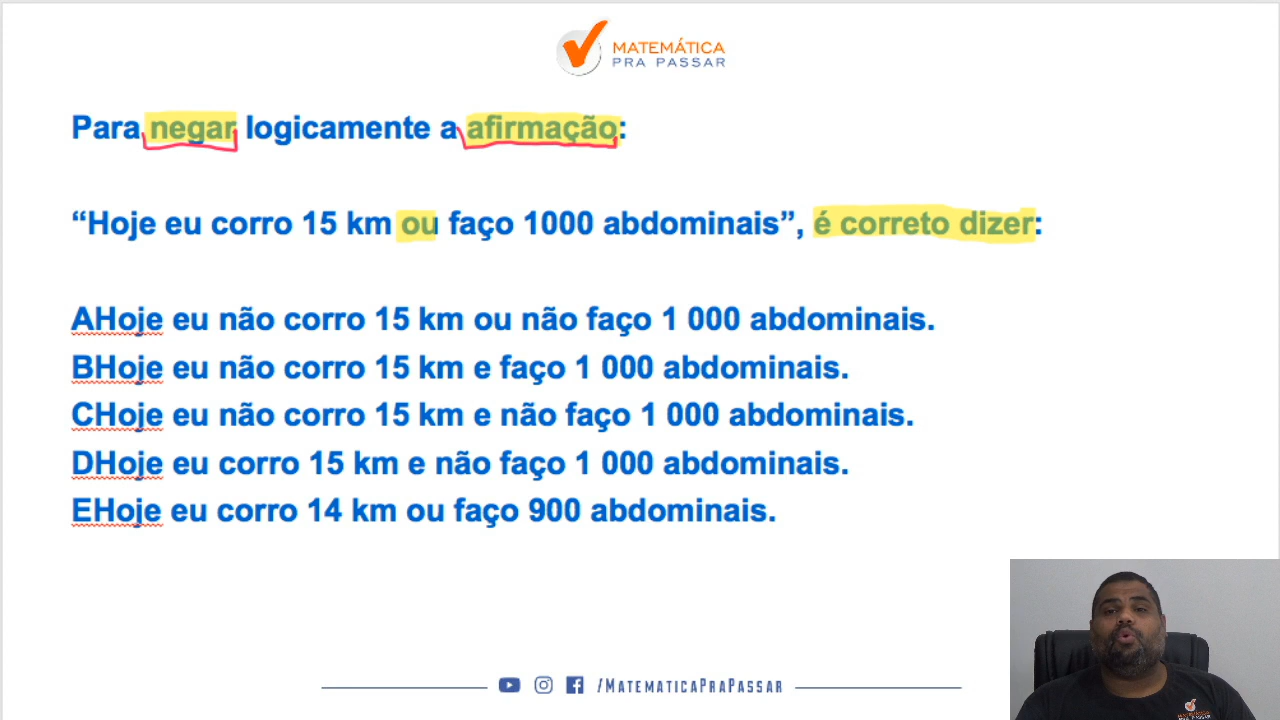 MATEMÁTICA
PRA PASSAR
Para negar logicamente a afirmação:
“Hoje eu corro 15 km ou faço 1000 abdominais”, é correto dizer:
AHoje eu não corro 15 km ou não faço 1 000 abdominais.
BHoje eu não corro 15 km e faço 1 000 abdominais.
CHoje eu não corro 15 km e não faço 1 000 abdominais.
DHoje eu corro 15 km e não faço 1 000 abdominais.
EHoje eu corro 14 km ou faço 900 abdominais.
/MATEMATICAPRAPASSAR
MATEMÁTICA
PRA PASSAR